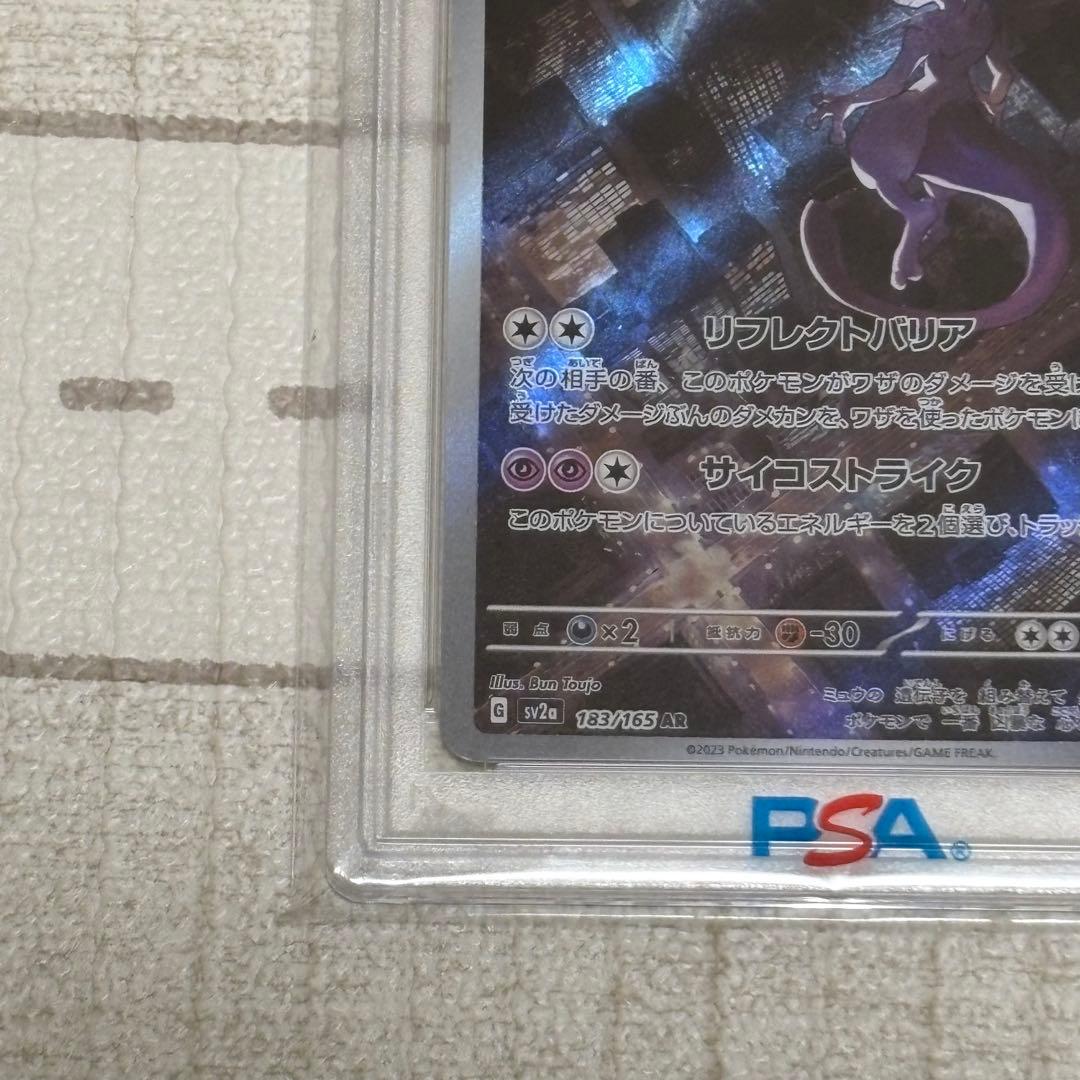 リフレクトバリア
次の相手の番、このポケモンがワザのダメージを受け
受けたダメージぶんのダメカンを、ワザを使ったポケモンに
サイコストライク
このポケモンについているエネルギーを2個選び、トラッ
弱点 ×2 抵抗力 -30 にげる
Illus. Bun Toujo
ミュウの 遺伝子を 組み替えて
G sv2a 183/165 AR
ポケモンで 一番 凶暴な
©2023 Pokémon/Nintendo/Creatures/GAME FREAK.
PSA®